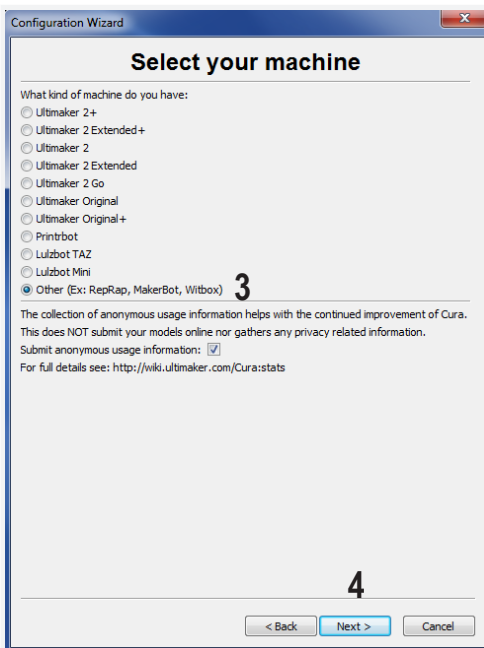 Configuration Wizard
X
Select your machine
What kind of machine do you have:
Ultimaker 2+
Ultimaker 2 Extended+
Ultimaker 2
Ultimaker 2 Extended
Ultimaker 2 Go
Ultimaker Original
Ultimaker Original+
Printrbot
Lulzbot TAZ
Lulzbot Mini
Other (Ex: RepRap, MakerBot, Witbox) 3
The collection of anonymous usage information helps with the continued improvement of Cura.
This does NOT submit your models online nor gathers any privacy related information.
Submit anonymous usage information:
For full details see: http://wiki.ultimaker.com/Cura:stats
4
< Back Next > Cancel